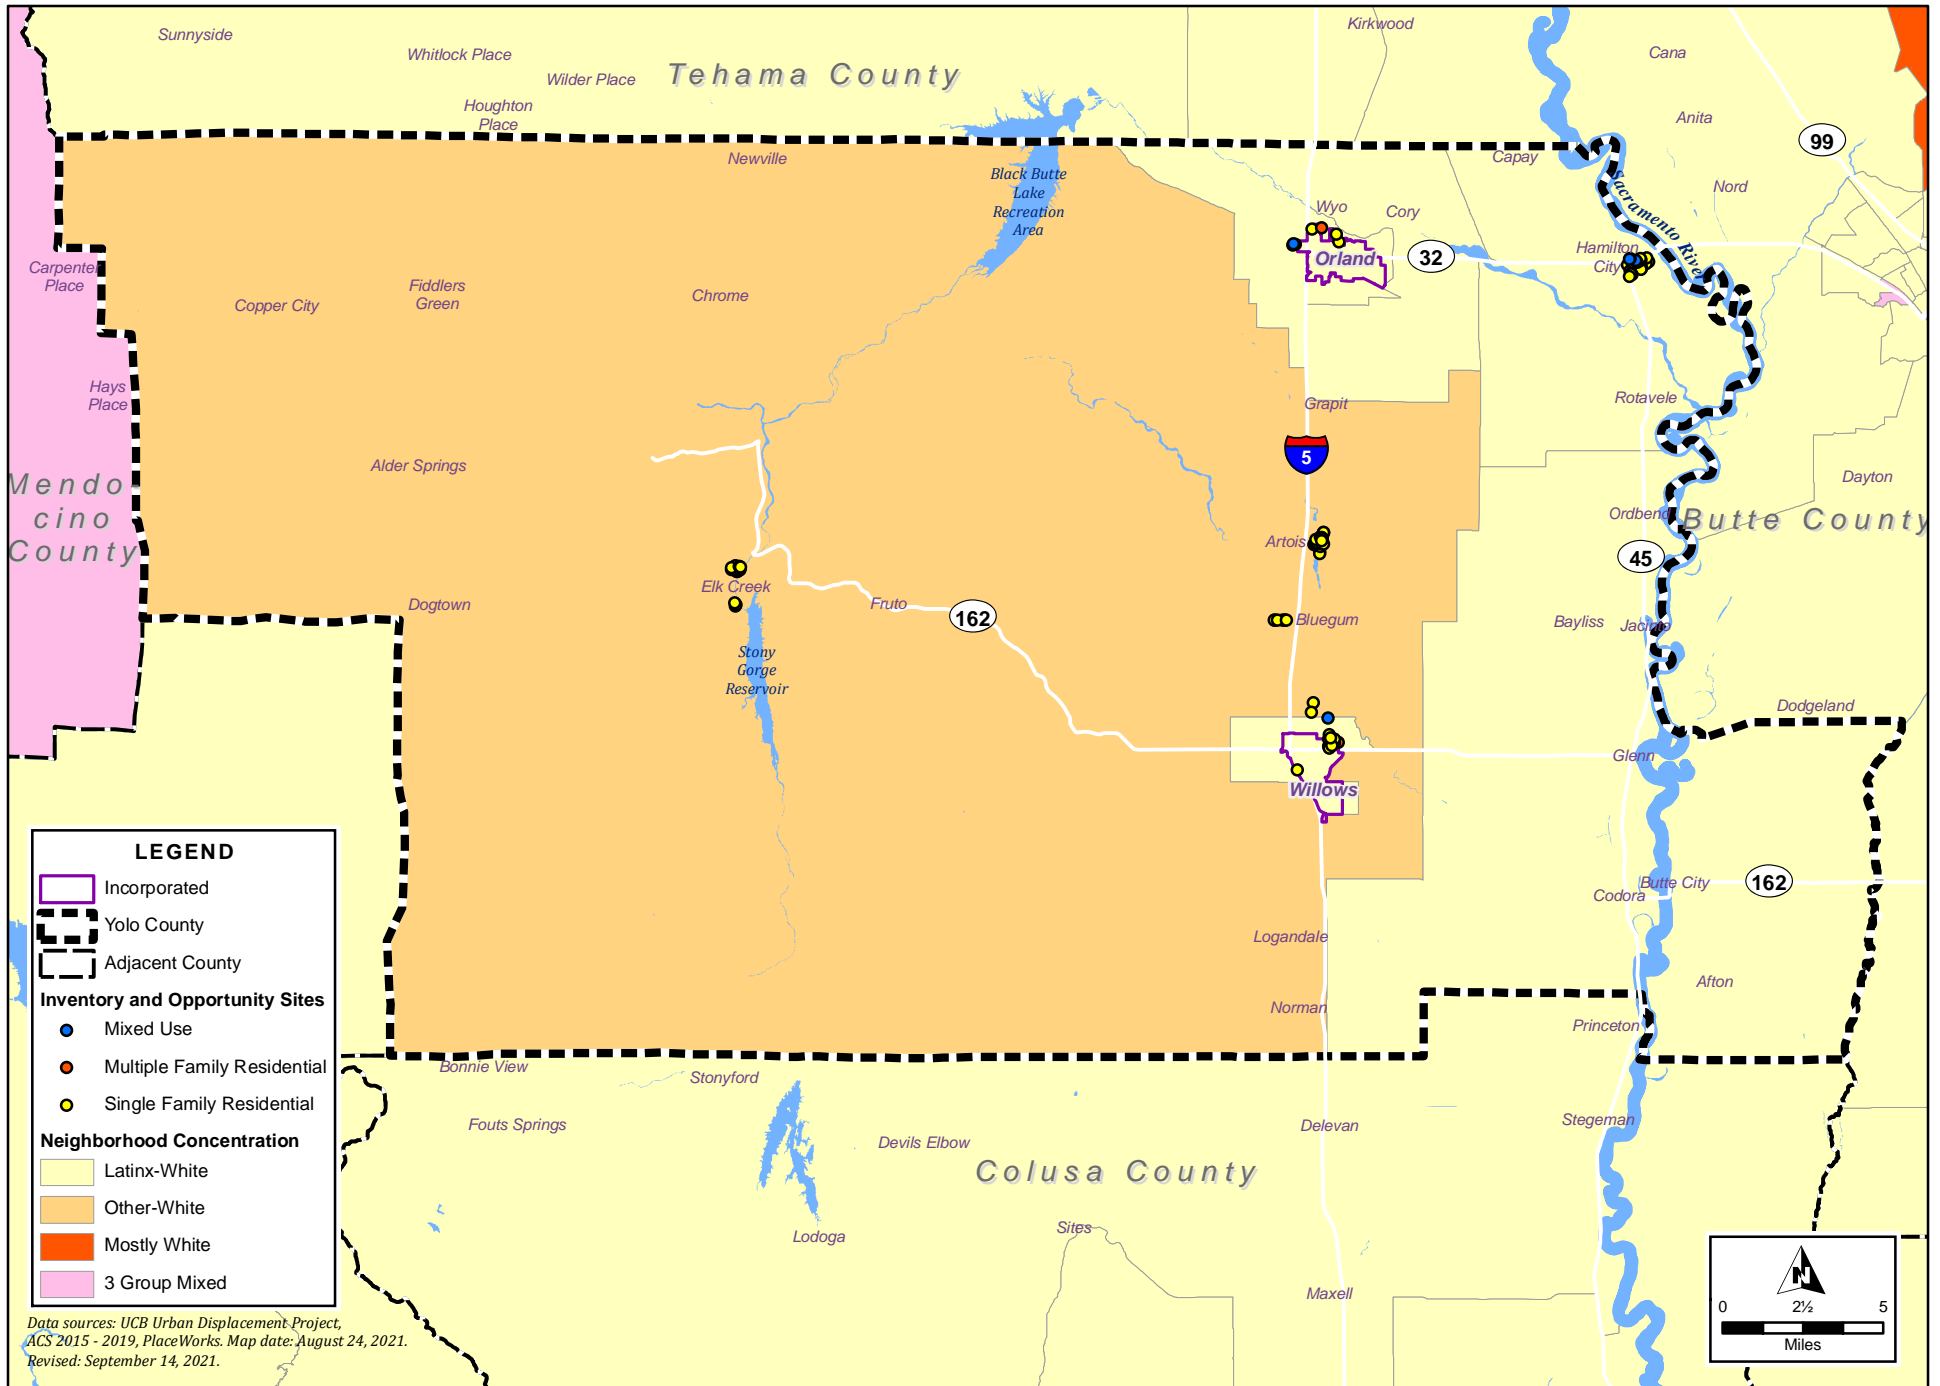 Sunnyside
Whitlock Place
Wilder Place
Houghton
Place
Tehama County
Kirkwood
Cana
Anita
99
Newville
Capay
Nord
Black Butte
Lake
Recreation
Area
Wyo
Cory
Sacramento River
Hamilton
City
Orland
32
Carpenter
Place
Copper City
Fiddlers
Green
Chrome
Hays
Place
Grapit
Rotavele
5
Alder Springs
Dayton
Mendo-
cino
County
Ordbend
Butte County
Artois
45
Elk Creek
Dogtown
Fruto
162
Bluegum
Bayliss
Jacinto
Stony
Gorge
Reservoir
Dodgeland
Glenn
Willows
Butte City
162
Codora
Logandale
Afton
Norman
Princeton
Bonnie View
Stonyford
Fouts Springs
Devils Elbow
Delevan
Stegeman
Colusa County
Lodoga
Sites
Maxell
LEGEND
Incorporated
Yolo County
Adjacent County
Inventory and Opportunity Sites
Mixed Use
Multiple Family Residential
Single Family Residential
Neighborhood Concentration
Latinx-White
Other-White
Mostly White
3 Group Mixed
Data sources: UCB Urban Displacement Project,
ACS 2015 - 2019, PlaceWorks. Map date: August 24, 2021.
Revised: September 14, 2021.
N
0 2½ 5
Miles